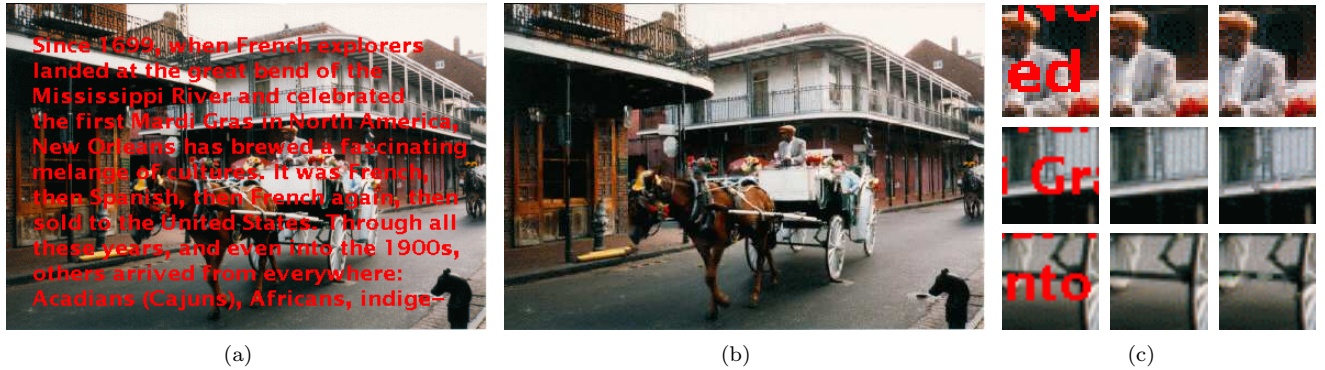 Since 1699, when French explorers
landed at the great bend of the
Mississippi River and celebrated
the first Mardi Gras in North America,
New Orleans has brewed a fascinating
melange of cultures. It was French,
then Spanish, then French again, then
sold to the United States. Through all
these years, and even into the 1900s,
others arrived from everywhere:
Acadians (Cajuns), Africans, indige-
No
ed
i Gra
nto
(a)
(b)
(c)